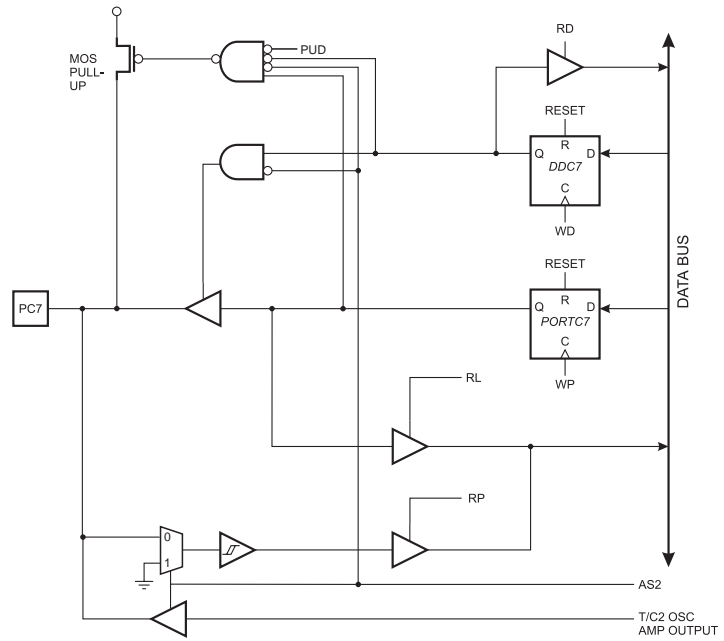 MOS
PULL-
UP
PUD
RD
RESET
R
Q
D
DDC7
C
WD
DATA BUS
RESET
PC7
R
Q
D
PORTC7
C
WP
RL
RP
0
1
AS2
T/C2 OSC
AMP OUTPUT